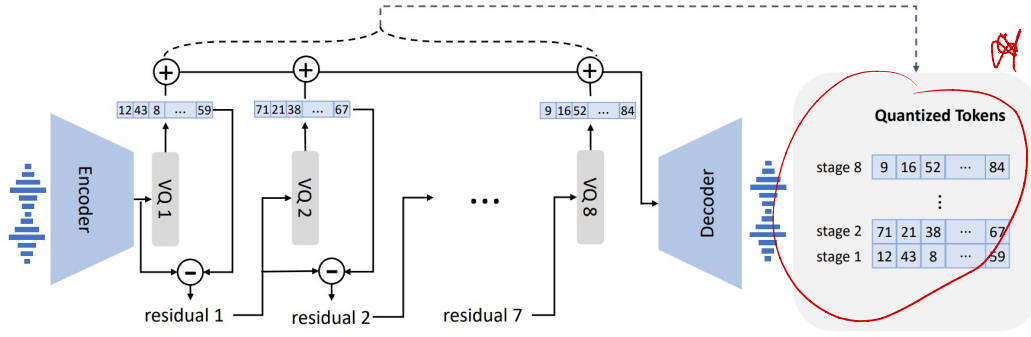 Encoder
12 43 8 ... 59
VQ 1
residual 1
71 21 38 ... 67
VQ 2
residual 2
...
residual 7
9 16 52 ... 84
VQ 8
Decoder
Quantized Tokens
stage 8 9 16 52 ... 84
⋮
stage 2 71 21 38 ... 67
stage 1 12 43 8 ... 59